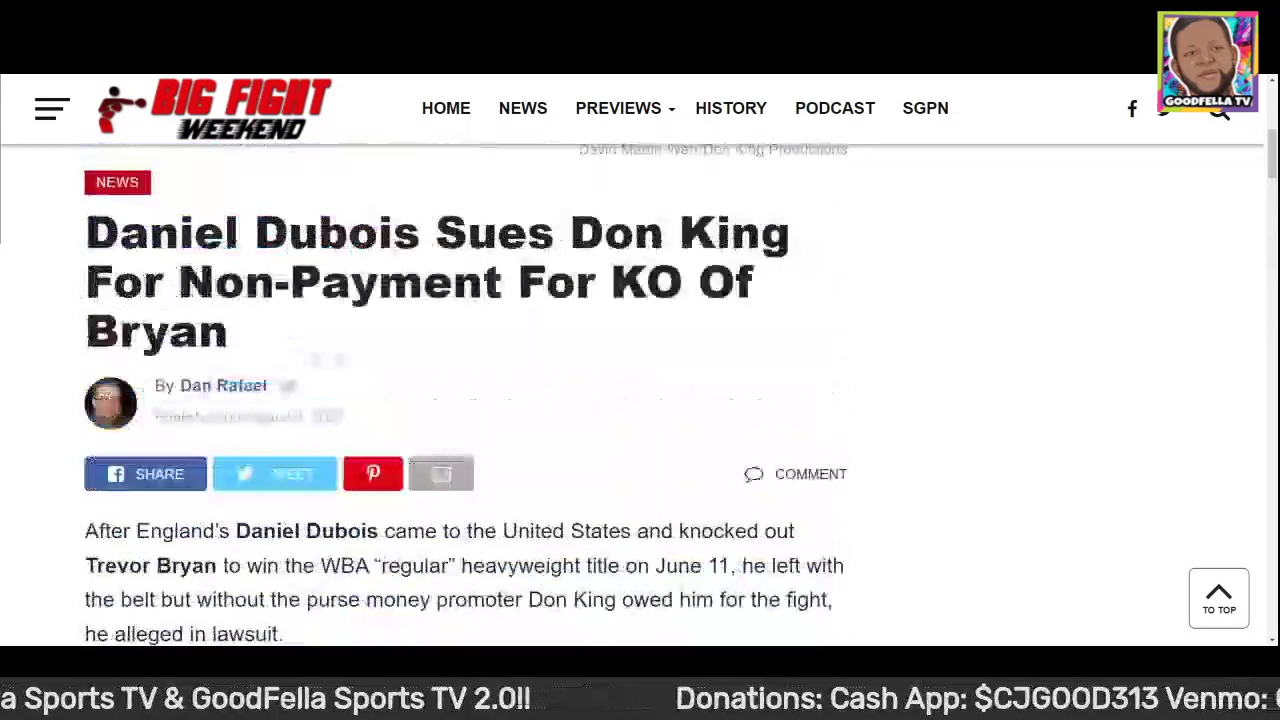 GOODFELLA TV
BIG FIGHT
WEEKEND
HOME NEWS PREVIEWS HISTORY PODCAST SGPN
Don King Productions
NEWS
Daniel Dubois Sues Don King
For Non-Payment For KO Of
Bryan
By Dan Rafael
SHARE TWEET COMMENT
After England's Daniel Dubois came to the United States and knocked out
Trevor Bryan to win the WBA “regular” heavyweight title on June 11, he left with
the belt but without the purse money promoter Don King owed him for the fight,
he alleged in lawsuit.
TO TOP
a Sports TV & GoodFella Sports TV 2.0!! Donations: Cash App: $CJGOOD313 Venmo: